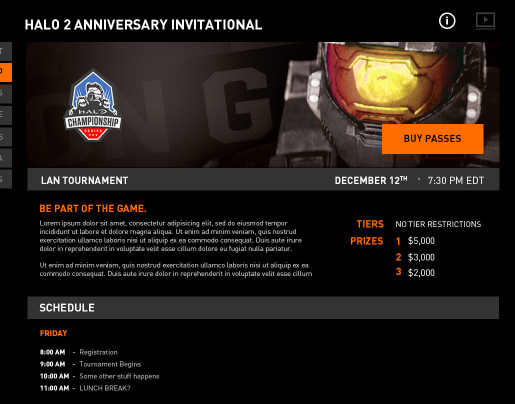 HALO 2 ANNIVERSARY INVITATIONAL
HALO
CHAMPIONSHIP
SERIES
BUY PASSES
LAN TOURNAMENT
DECEMBER 12TH · 7:30 PM EDT
BE PART OF THE GAME.
Lorem ipsum dolor sit amet, consectetur adipisicing elit, sed do eiusmod tempor
incididunt ut labore et dolore magna aliqua. Ut enim ad minim veniam, quis nostrud
exercitation ullamco laboris nisi ut aliquip ex ea commodo consequat. Duis aute irure
dolor in reprehenderit in voluptate velit esse cillum dolore eu fugiat nulla pariatur.
Ut enim ad minim veniam, quis nostrud exercitation ullamco laboris nisi ut aliquip ex ea
commodo consequat. Duis aute irure dolor in reprehenderit in voluptate velit esse cillum
TIERS NO TIER RESTRICTIONS
PRIZES 1 $5,000
2 $3,000
3 $2,000
SCHEDULE
FRIDAY
8:00 AM - Registration
9:00 AM - Tournament Begins
10:00 AM - Some other stuff happens
11:00 AM - LUNCH BREAK?